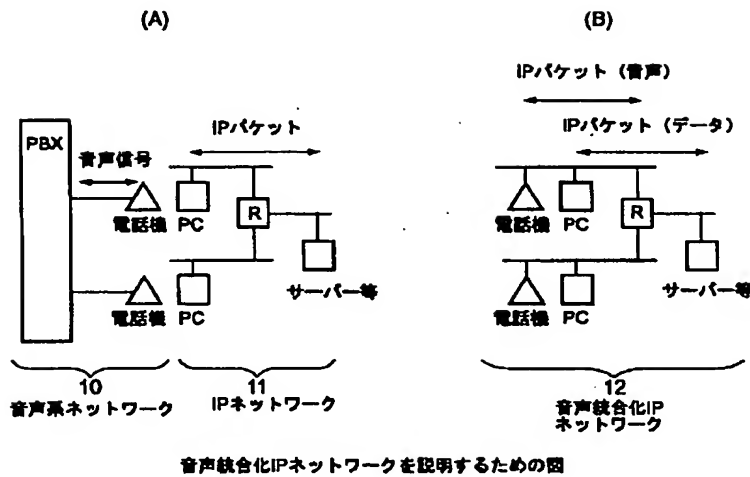 (A)
IPパケット
PBX
音声信号
電話機 PC
R
サーバー等
電話機 PC
10
音声系ネットワーク
11
IPネットワーク
(B)
IPパケット(音声)
IPパケット(データ)
電話機 PC
R
サーバー等
電話機 PC
12
音声統合化IP
ネットワーク
音声統合化IPネットワークを説明するための図